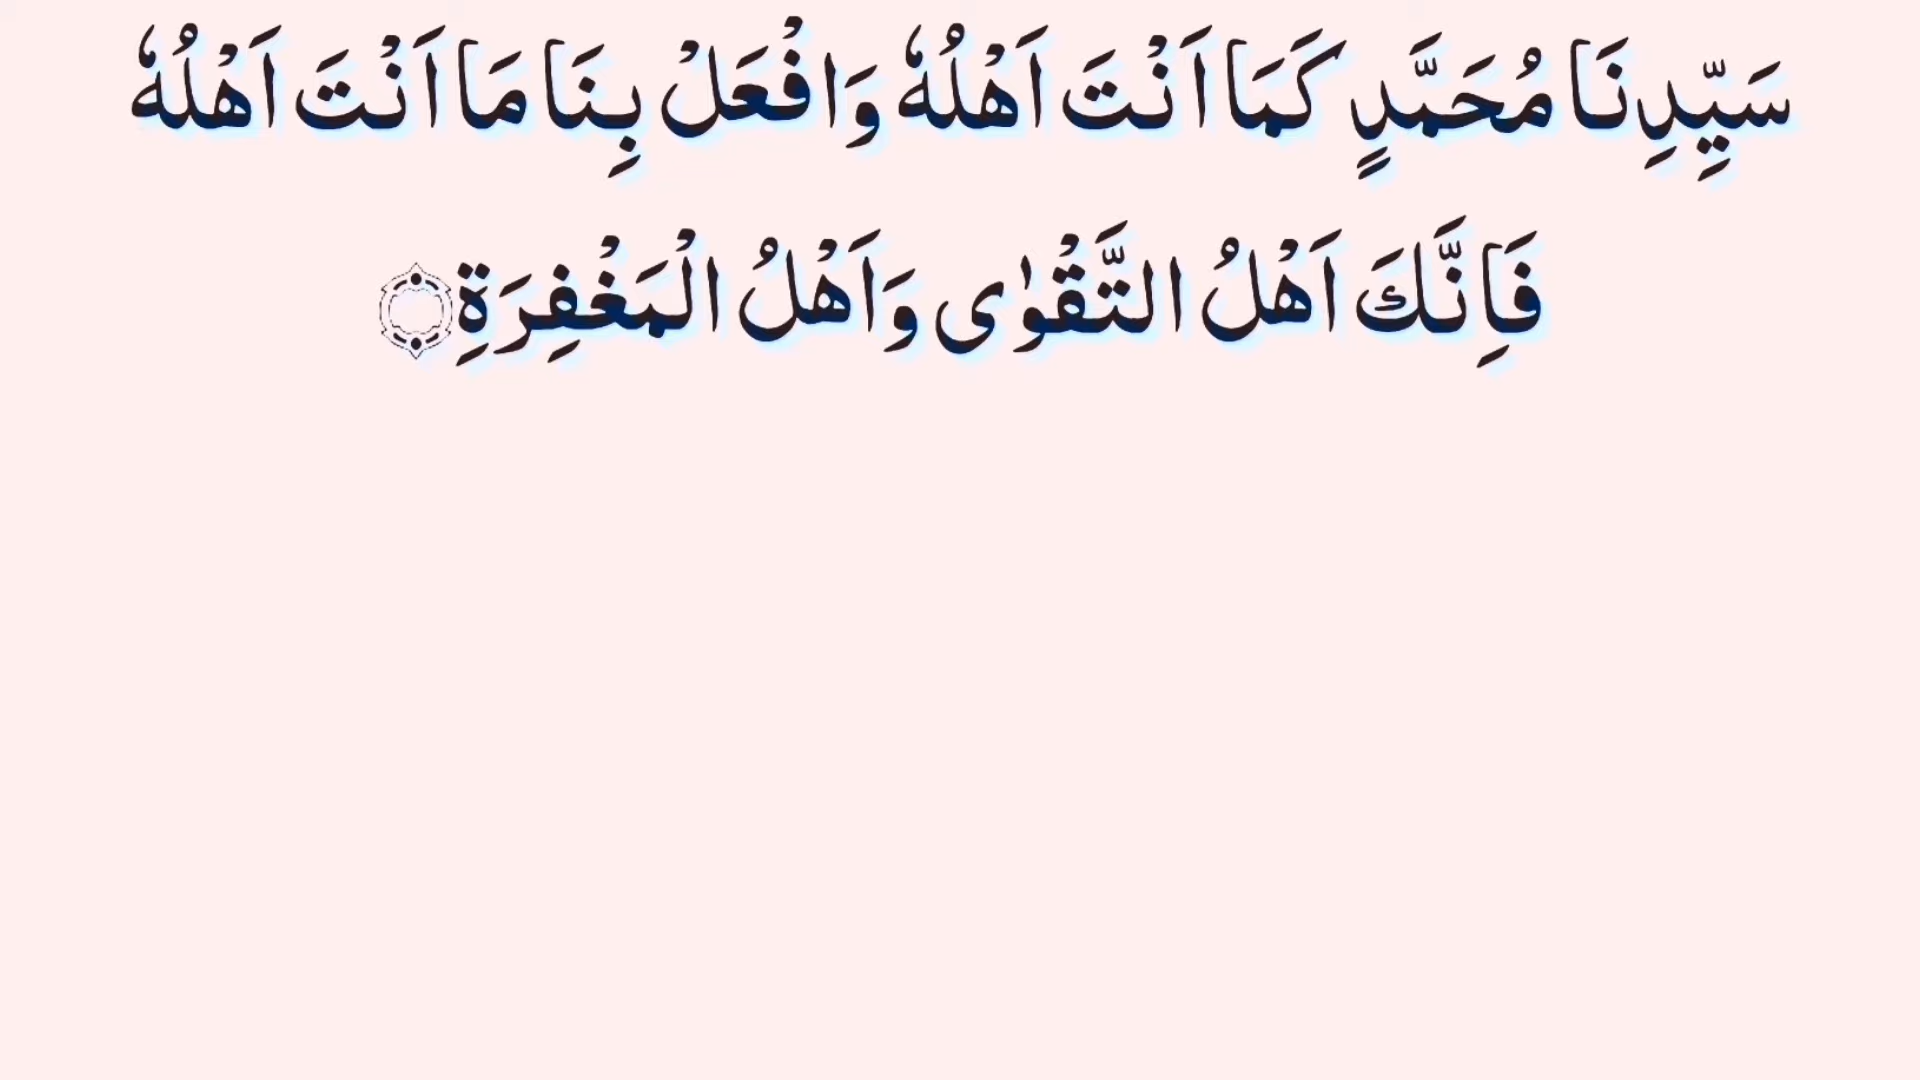 سَيِّدِنَا مُحَمَّدٍ كَمَا اَنْتَ اَهْلُهٗ وَافْعَلْ بِنَا مَا اَنْتَ اَهْلُهٗ
فَاِنَّكَ اَهْلُ التَّقْوٰى وَاَهْلُ الْمَغْفِرَةِ۝